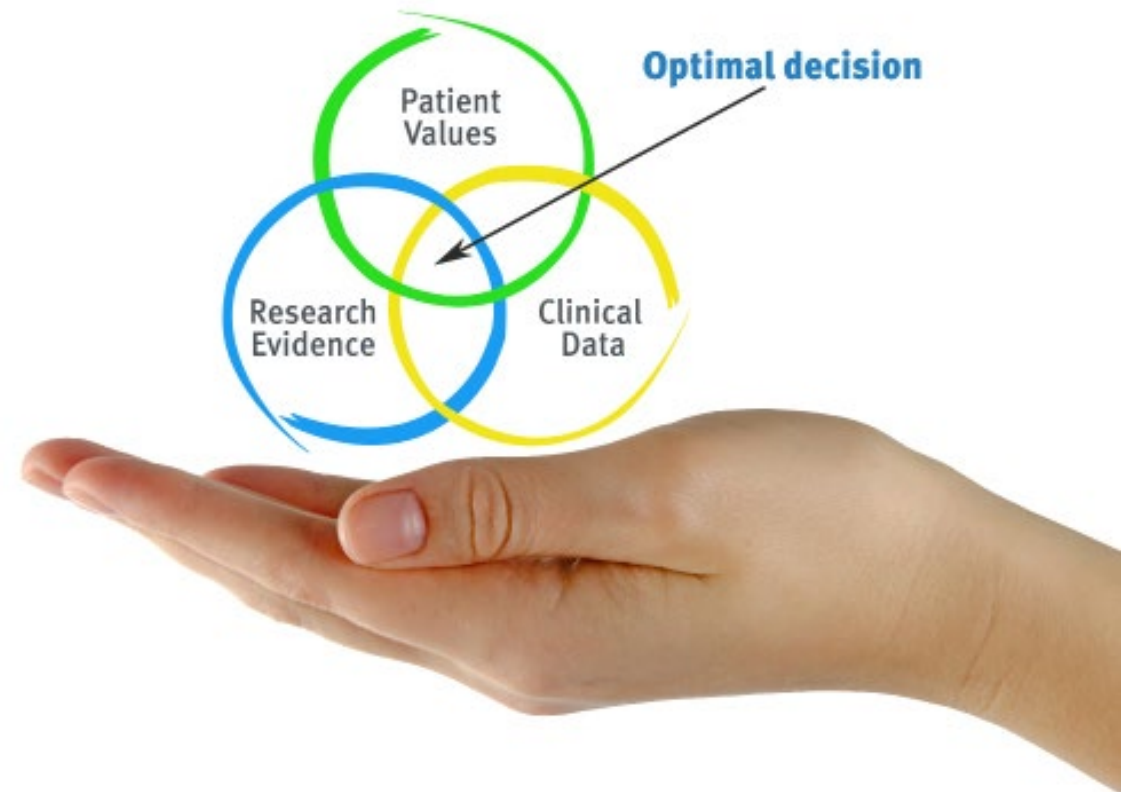 Optimal decision
Patient
Values
Research
Evidence
Clinical
Data